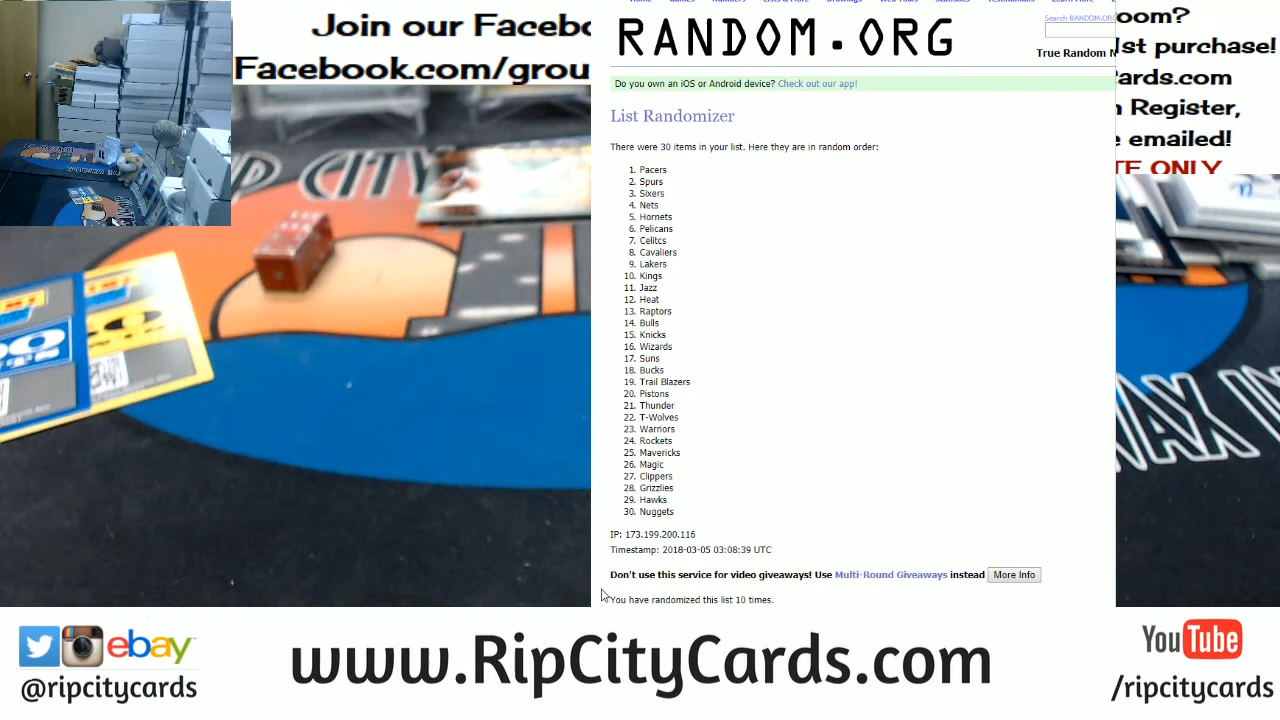 Join our Facebo
Facebook.com/grou
RANDOM.ORG
Search RANDOM.ORG
True Random N
Do you own an iOS or Android device? Check out our app!
List Randomizer
There were 30 items in your list. Here they are in random order:
1. Pacers
2. Spurs
3. Sixers
4. Nets
5. Hornets
6. Pelicans
7. Celitcs
8. Cavaliers
9. Lakers
10. Kings
11. Jazz
12. Heat
13. Raptors
14. Bulls
15. Knicks
16. Wizards
17. Suns
18. Bucks
19. Trail Blazers
20. Pistons
21. Thunder
22. T-Wolves
23. Warriors
24. Rockets
25. Mavericks
26. Magic
27. Clippers
28. Grizzlies
29. Hawks
30. Nuggets
IP: 173.199.200.116
Timestamp: 2018-03-05 03:08:39 UTC
Don't use this service for video giveaways! Use Multi-Round Giveaways instead More Info
You have randomized this list 10 times.
oom?
1st purchase!
Cards.com
n Register,
e emailed!
TE ONLY
P CITY
ebay
@ripcitycards
www.RipCityCards.com
YouTube
/ripcitycards